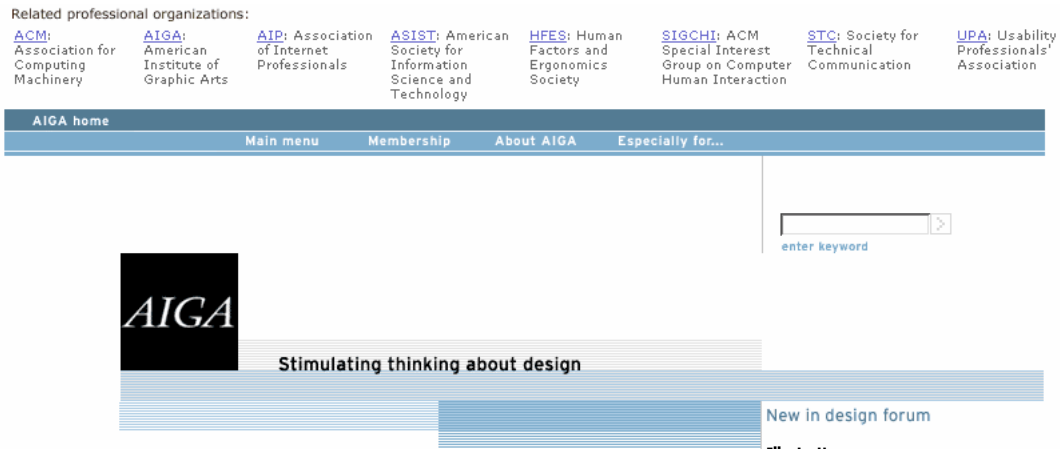 Related professional organizations:
ACM:
Association for
Computing
Machinery
AIGA:
American
Institute of
Graphic Arts
AIP: Association
of Internet
Professionals
ASIST: American
Society for
Information
Science and
Technology
HFES: Human
Factors and
Ergonomics
Society
SIGCHI: ACM
Special Interest
Group on Computer
Human Interaction
STC: Society for
Technical
Communication
UPA: Usability
Professionals'
Association
AIGA home
Main menu Membership About AIGA Especially for...
enter keyword
AIGA
Stimulating thinking about design
New in design forum